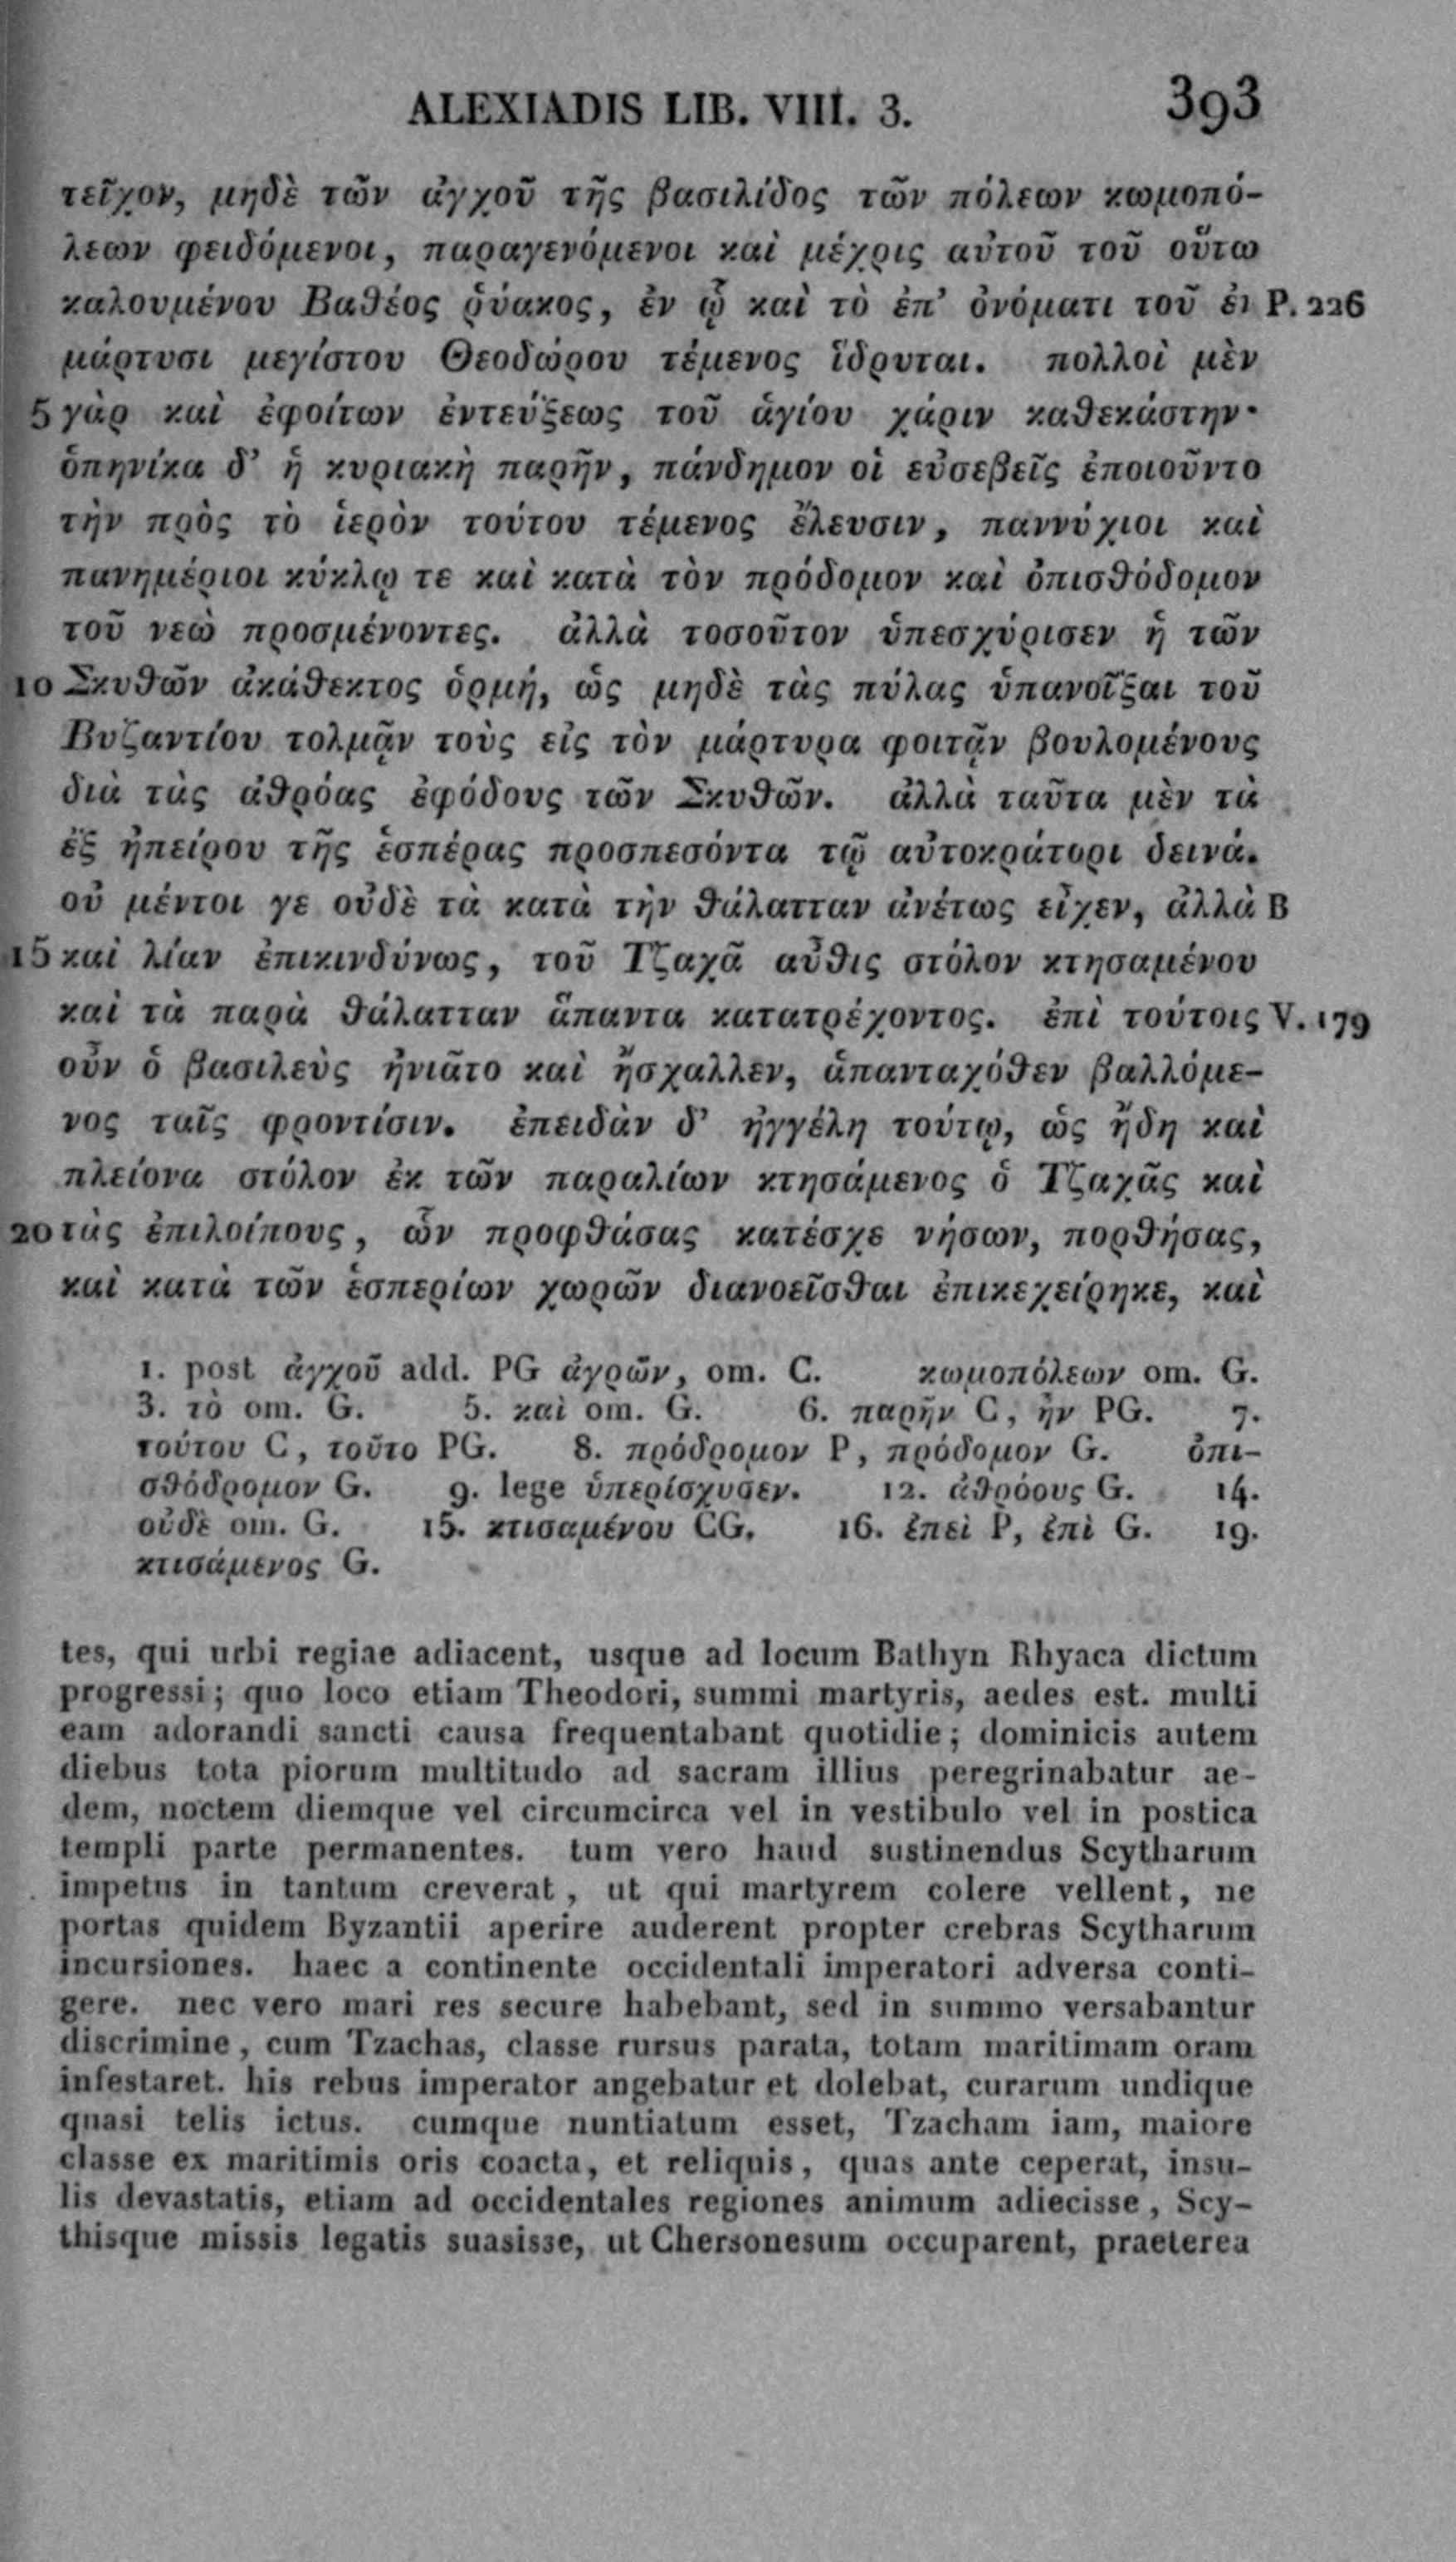 ALEXIADIS LIB. VIII. 3. 393
τεῖχον, μηδὲ τῶν ἀγχοῦ τῆς βασιλίδος τῶν πόλεων κωμοπό-
λεων φειδόμενοι, παραγενόμενοι καὶ μέχρις αὐτοῦ τοῦ οὕτω
καλουμένου Βαθέος ῥύακος, ἐν ᾧ καὶ τὸ ἐπ’ ὀνόματι τοῦ ἐν P. 226
μάρτυσι μεγίστου Θεοδώρου τέμενος ἵδρυται. πολλοὶ μὲν
5 γὰρ καὶ ἐφοίτων ἐντεύξεως τοῦ ἁγίου χάριν καθεκάστην·
ὁπηνίκα δ’ ἡ κυριακὴ παρῆν, πάνδημον οἱ εὐσεβεῖς ἐποιοῦντο
τὴν πρὸς τὸ ἱερὸν τούτου τέμενος ἔλευσιν, παννύχιοι καὶ
πανημέριοι κύκλῳ τε καὶ κατὰ τὸν πρόδομον καὶ ὀπισθόδομον
τοῦ νεὼ προσμένοντες. ἀλλὰ τοσοῦτον ὑπεσχύρισεν ἡ τῶν
10 Σκυθῶν ἀκάθεκτος ὁρμή, ὡς μηδὲ τὰς πύλας ὑπανοῖξαι τοῦ
Βυζαντίου τολμᾷν τοὺς εἰς τὸν μάρτυρα φοιτᾷν βουλομένους
διὰ τὰς ἀθρόας ἐφόδους τῶν Σκυθῶν. ἀλλὰ ταῦτα μὲν τὰ
ἐξ ἠπείρου τῆς ἑσπέρας προσπεσόντα τῷ αὐτοκράτορι δεινά.
οὐ μέντοι γε οὐδὲ τὰ κατὰ τὴν θάλατταν ἀνέτως εἶχεν, ἀλλὰ B
15 καὶ λίαν ἐπικινδύνως, τοῦ Τζαχᾶ αὖθις στόλον κτησαμένου
καὶ τὰ παρὰ θάλατταν ἅπαντα κατατρέχοντος. ἐπὶ τούτοις V. 179
οὖν ὁ βασιλεὺς ἠνιᾶτο καὶ ἤσχαλλεν, ἁπανταχόθεν βαλλόμε-
νος ταῖς φροντίσιν. ἐπειδὰν δ’ ἠγγέλη τούτῳ, ὡς ἤδη καὶ
πλείονα στόλον ἐκ τῶν παραλίων κτησάμενος ὁ Τζαχᾶς καὶ
20 τὰς ἐπιλοίπους, ὧν προφθάσας κατέσχε νήσων, πορθήσας,
καὶ κατὰ τῶν ἑσπερίων χωρῶν διανοεῖσθαι ἐπικεχείρηκε, καὶ
1. post ἀγχοῦ add. PG ἀγρῶν, om. C. κωμοπόλεων om. G.
3. τὸ om. G. 5. καὶ om. G. 6. παρῆν C, ἦν PG. 7.
τούτου C, τοῦτο PG. 8. πρόδρομον P, πρόδομον G. ὀπι-
σθόδρομον G. 9. lege ὑπερίσχυσεν. 12. ἀθρόους G. 14.
οὐδὲ om. G. 15. κτισαμένου CG. 16. ἐπεὶ P, ἐπὶ G. 19.
κτισάμενος G.
tes, qui urbi regiae adiacent, usque ad locum Bathyn Rhyaca dictum
progressi; quo loco etiam Theodori, summi martyris, aedes est. multi
eam adorandi sancti causa frequentabant quotidie; dominicis autem
diebus tota piorum multitudo ad sacram illius peregrinabatur ae-
dem, noctem diemque vel circumcirca vel in vestibulo vel in postica
templi parte permanentes. tum vero haud sustinendus Scytharum
impetus in tantum creverat, ut qui martyrem colere vellent, ne
portas quidem Byzantii aperire auderent propter crebras Scytharum
incursiones. haec a continente occidentali imperatori adversa conti-
gere. nec vero mari res secure habebant, sed in summo versabantur
discrimine, cum Tzachas, classe rursus parata, totam maritimam oram
infestaret. his rebus imperator angebatur et dolebat, curarum undique
quasi telis ictus. cumque nuntiatum esset, Tzacham iam, maiore
classe ex maritimis oris coacta, et reliquis, quas ante ceperat, insu-
lis devastatis, etiam ad occidentales regiones animum adiecisse, Scy-
thisque missis legatis suasisse, ut Chersonesum occuparent, praeterea